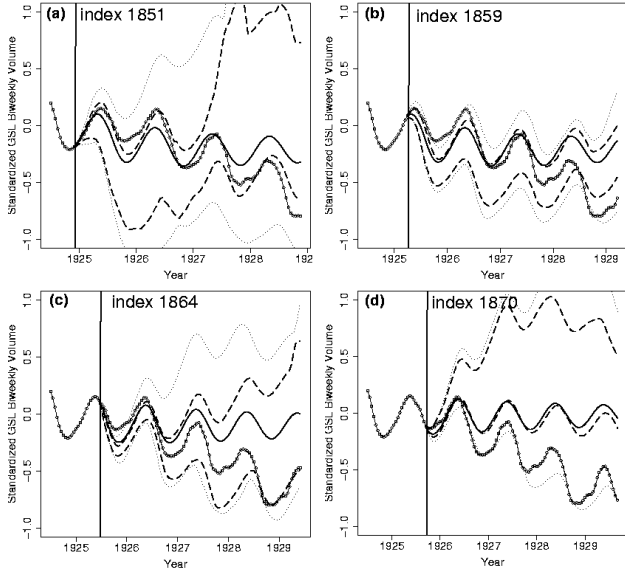 (a) index 1851
Standardized GSL Biweekly Volume
1.0
0.5
0.0
−0.5
−1.0
1925 1926 1927 1928 192
Year
(b) index 1859
Standardized GSL Biweekly Volume
1.0
0.5
0.0
−0.5
−1.0
1925 1926 1927 1928 1929
Year
(c) index 1864
Standardized GSL Biweekly Volume
1.0
0.5
0.0
−0.5
−1.0
1925 1926 1927 1928 1929
Year
(d) index 1870
Standardized GSL Biweekly Volume
1.0
0.5
0.0
−0.5
−1.0
1925 1926 1927 1928 1929
Year